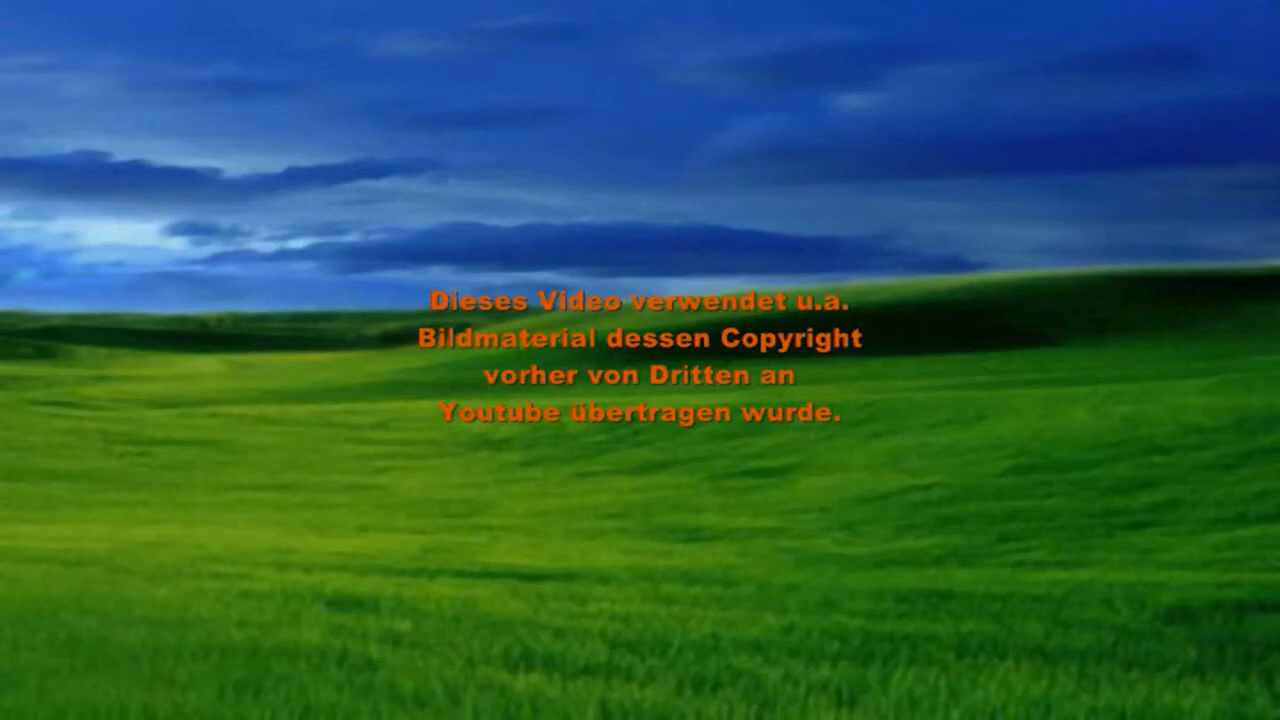 Dieses Video verwendet u.a.
Bildmaterial dessen Copyright
vorher von Dritten an
Youtube übertragen wurde.